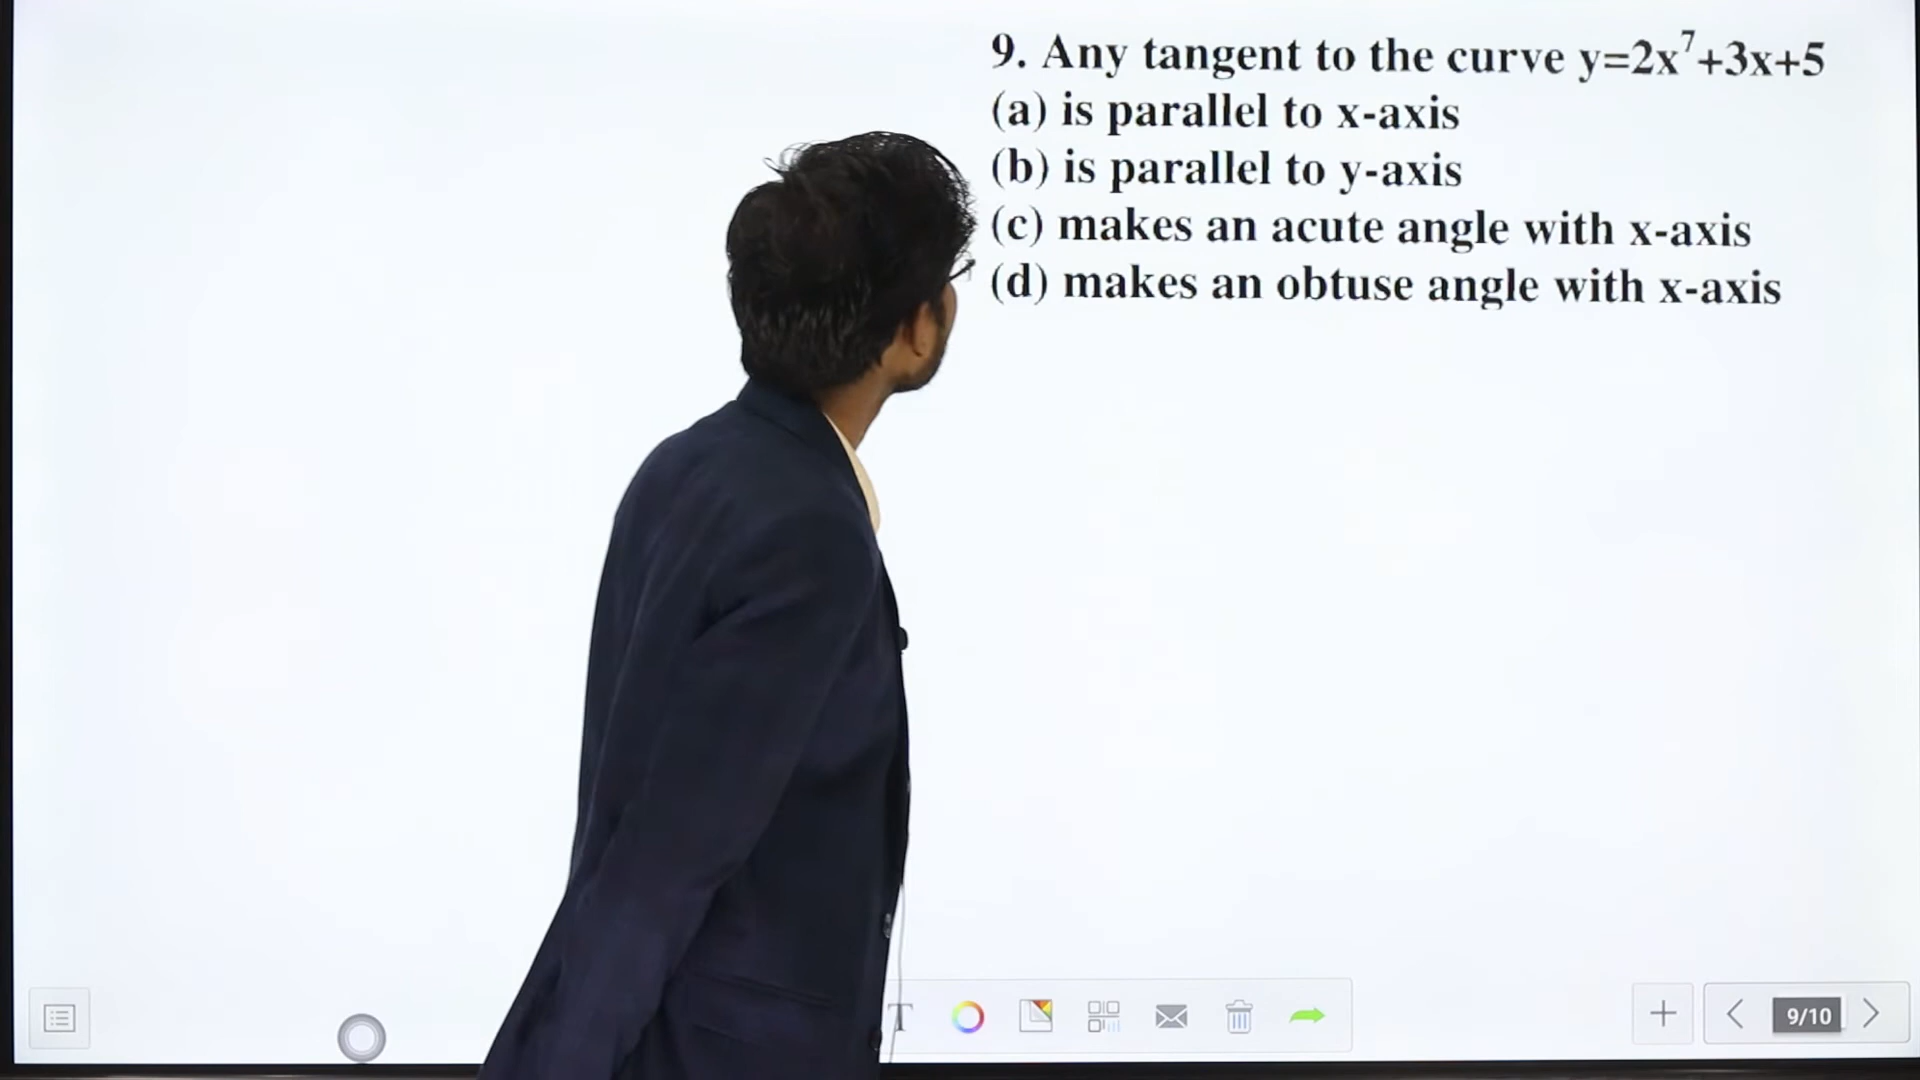 9. Any tangent to the curve y=2x⁷+3x+5
(a) is parallel to x-axis
(b) is parallel to y-axis
(c) makes an acute angle with x-axis
(d) makes an obtuse angle with x-axis
T
9/10